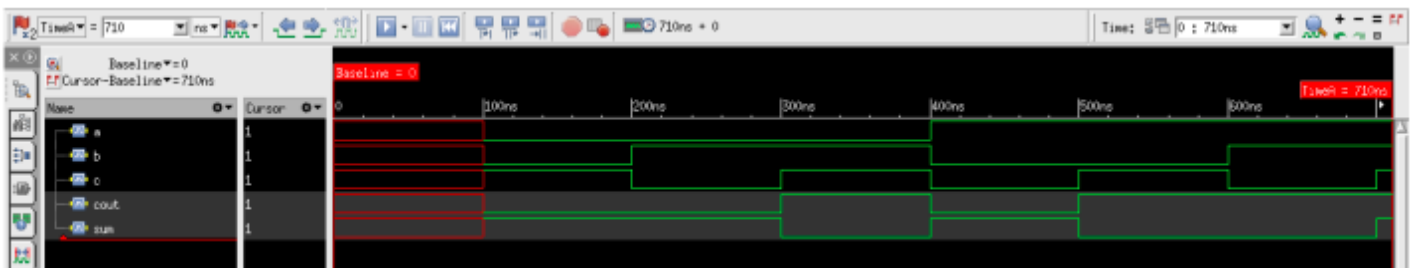 TimeA = 710 ns 710ns + 0 Time: 0 : 710ns
Baseline = 0
Cursor-Baseline = 710ns
Baseline = 0
TimeA = 710ns
Name Cursor 0 100ns 200ns 300ns 400ns 500ns 600ns
a 1
b 1
c 1
cout 1
sum 1